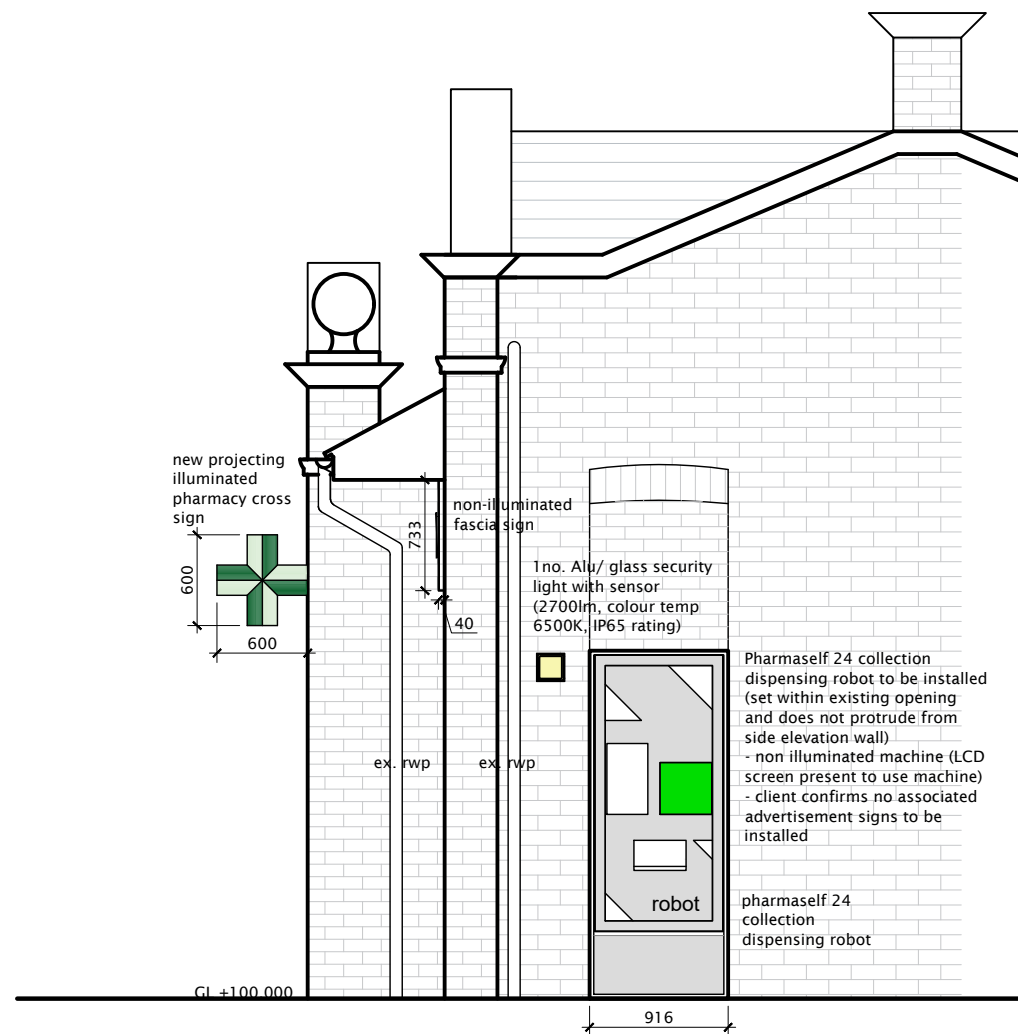 new projecting
illuminated
pharmacy cross
sign
600
600
733
non-illuminated
fascia sign
40
1no. Alu/ glass security
light with sensor
(2700lm, colour temp
6500K, IP65 rating)
Pharmaself 24 collection
dispensing robot to be installed
(set within existing opening
and does not protrude from
side elevation wall)
- non illuminated machine (LCD
screen present to use machine)
- client confirms no associated
advertisement signs to be
installed
ex. rwp
ex. rwp
robot
pharmaself 24
collection
dispensing robot
GL +100.000
916